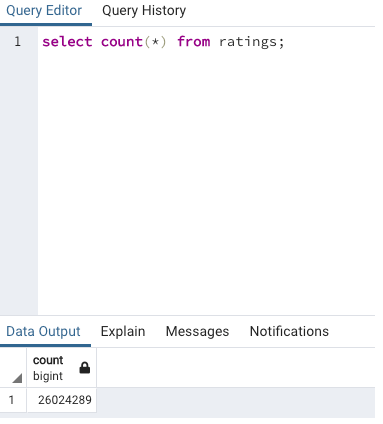 Query Editor Query History
1 select count(*) from ratings;
Data Output Explain Messages Notifications
count
bigint
1 26024289